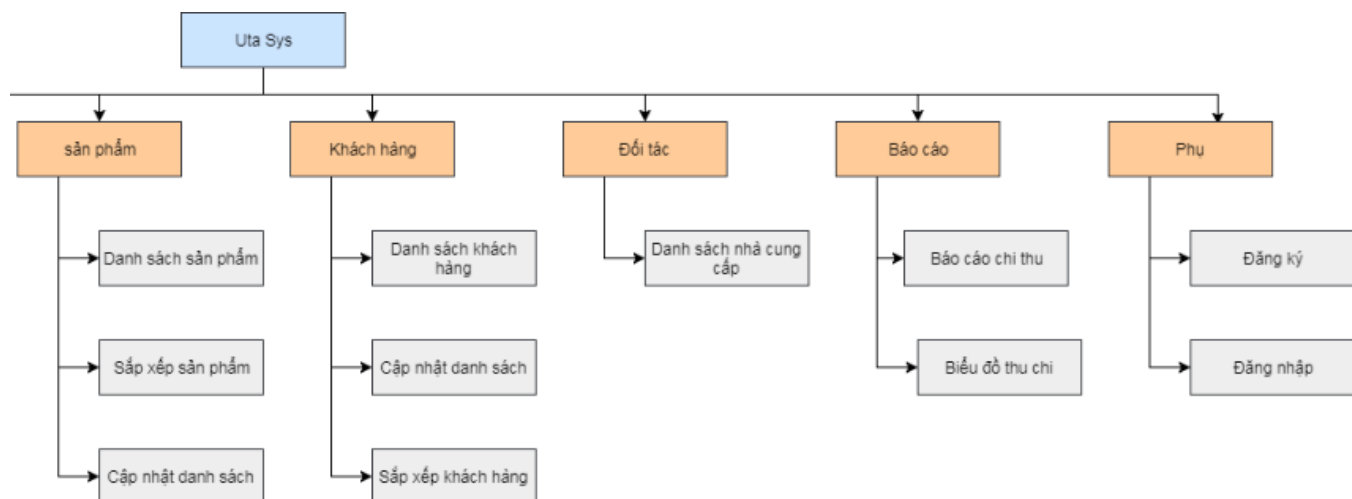 Uta Sys
sản phẩm
Khách hàng
Đối tác
Báo cáo
Phụ
Danh sách sản phẩm
Danh sách khách
hàng
Danh sách nhà cung
cấp
Báo cáo chi thu
Đăng ký
Sắp xếp sản phẩm
Cập nhật danh sách
Biểu đồ thu chi
Đăng nhập
Cập nhật danh sách
Sắp xếp khách hàng